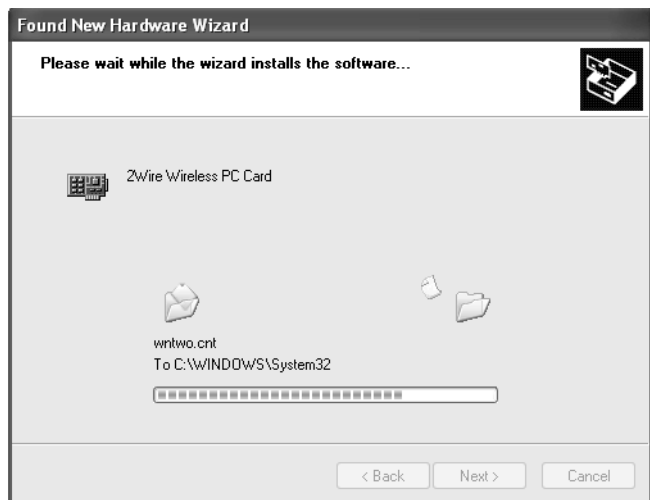 Found New Hardware Wizard
Please wait while the wizard installs the software...
2Wire Wireless PC Card
wntwo.cnt
To C:\WINDOWS\System32
< Back Next > Cancel